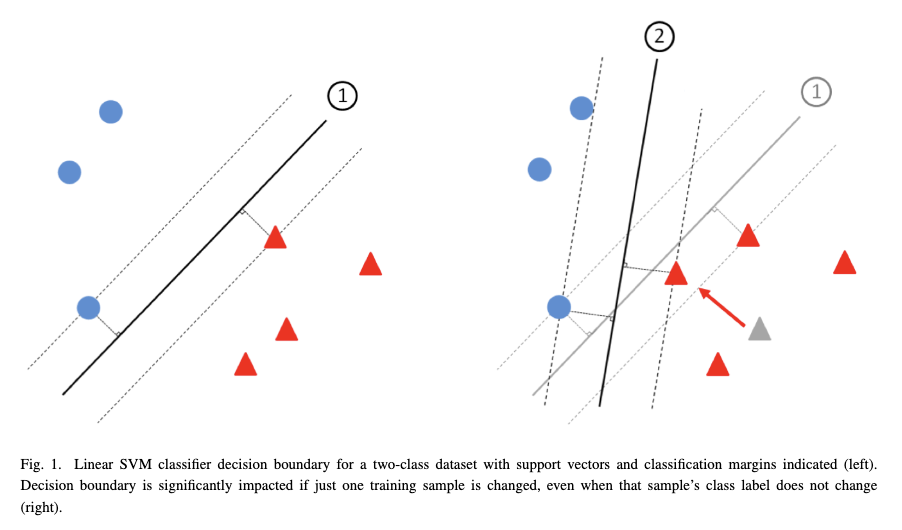 2
1
1
Fig. 1. Linear SVM classifier decision boundary for a two-class dataset with support vectors and classification margins indicated (left).
Decision boundary is significantly impacted if just one training sample is changed, even when that sample's class label does not change
(right).